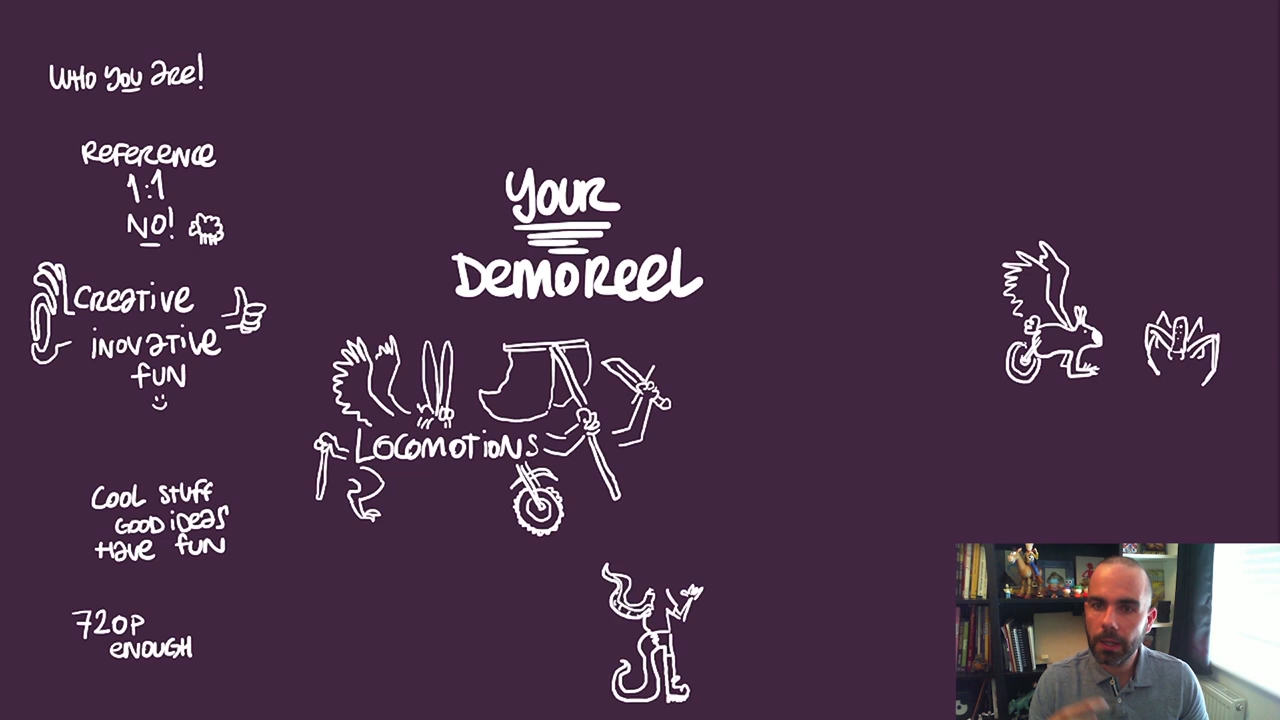 Who you are!
Reference
1:1
NO!
Creative
inovative
fun
Cool stuff
Good ideas
Have fun
720p
enough
Your
Demoreel
Locomotions